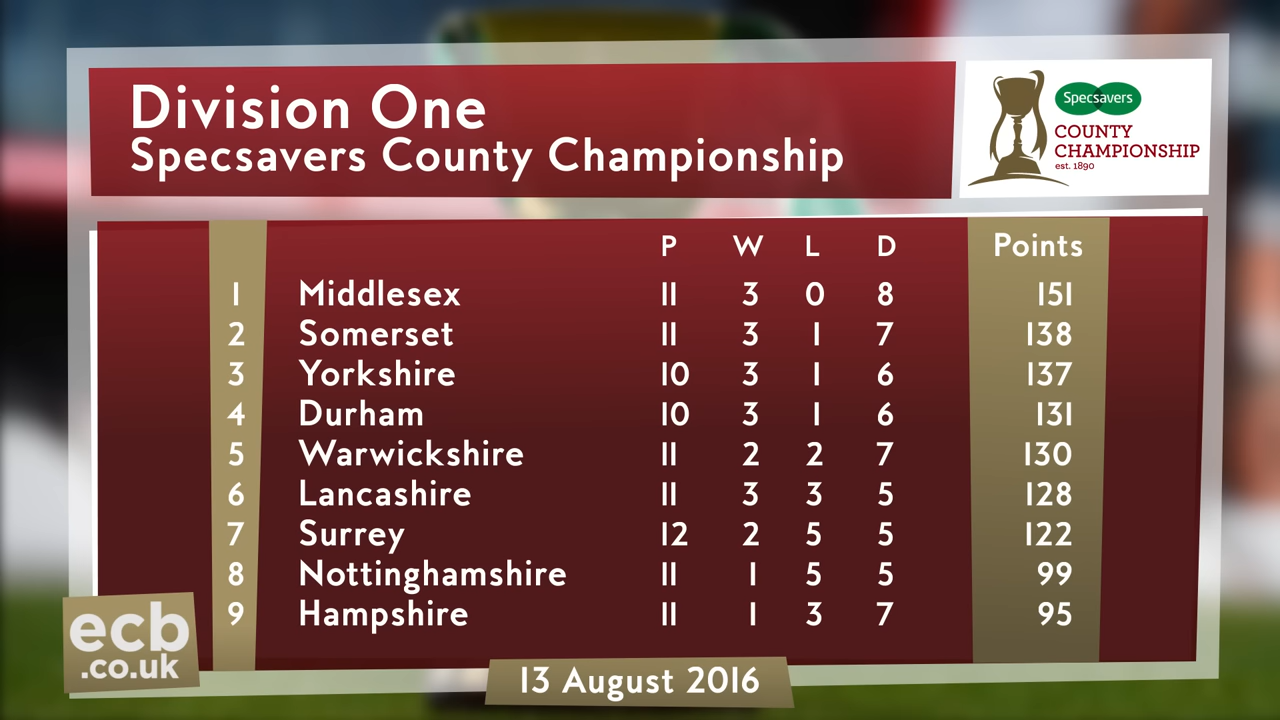 Division One
Specsavers County Championship
Specsavers
COUNTY
CHAMPIONSHIP
est. 1890
P W L D Points
1 Middlesex 11 3 0 8 151
2 Somerset 11 3 1 7 138
3 Yorkshire 10 3 1 6 137
4 Durham 10 3 1 6 131
5 Warwickshire 11 2 2 7 130
6 Lancashire 11 3 3 5 128
7 Surrey 12 2 5 5 122
8 Nottinghamshire 11 1 5 5 99
9 Hampshire 11 1 3 7 95
ecb
.co.uk
13 August 2016